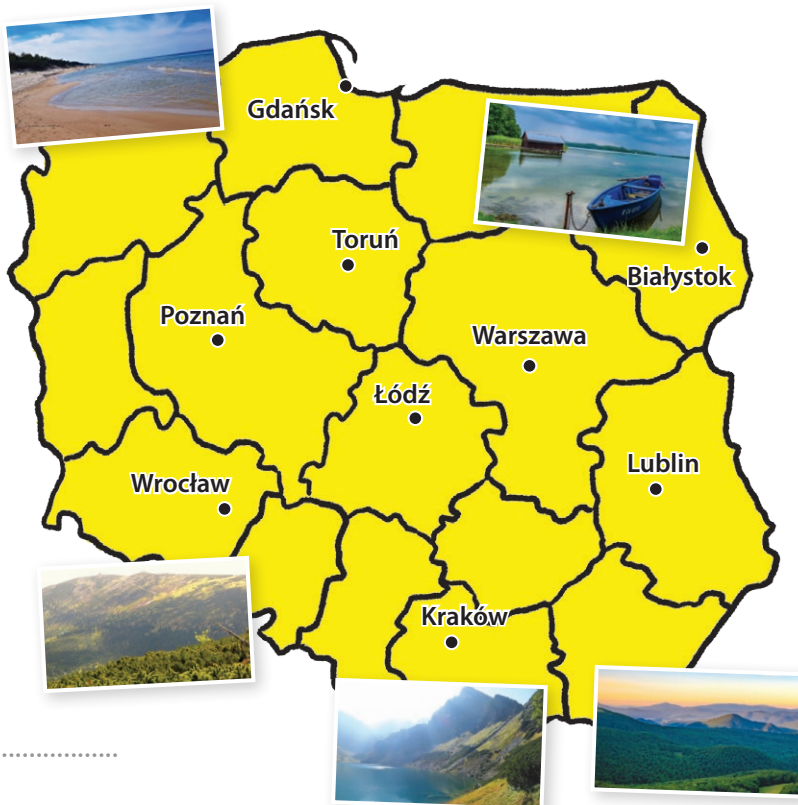 Gdańsk
Toruń
Białystok
Poznań
Warszawa
Łódź
Lublin
Wrocław
Kraków